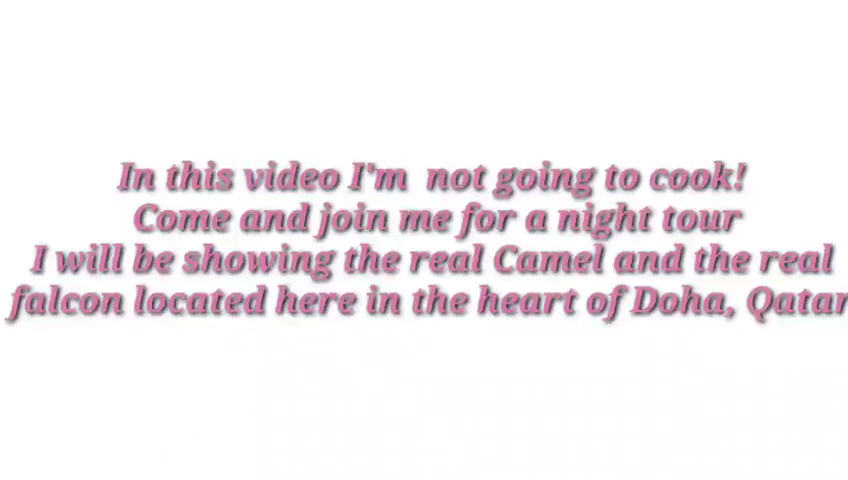 In this video I'm  not going to cook!
Come and join me for a night tour
I will be showing the real Camel and the real
falcon located here in the heart of Doha, Qatar